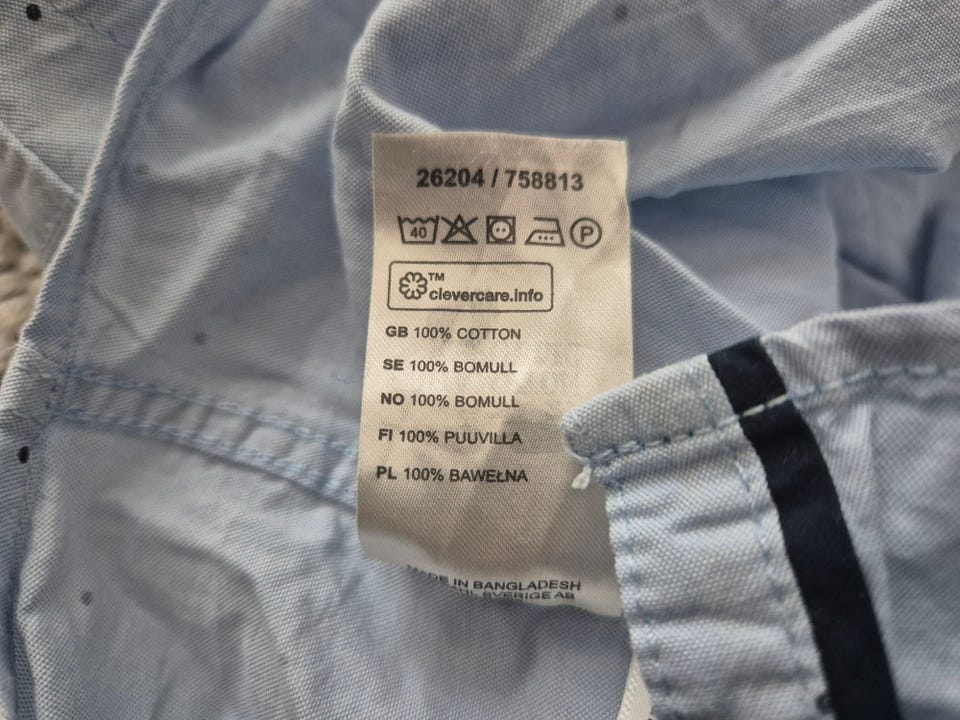 26204 / 758813
40 P
™
clevercare.info
GB 100% COTTON
SE 100% BOMULL
NO 100% BOMULL
FI 100% PUUVILLA
PL 100% BAWEŁNA
MADE IN BANGLADESH
SVERIGE AB